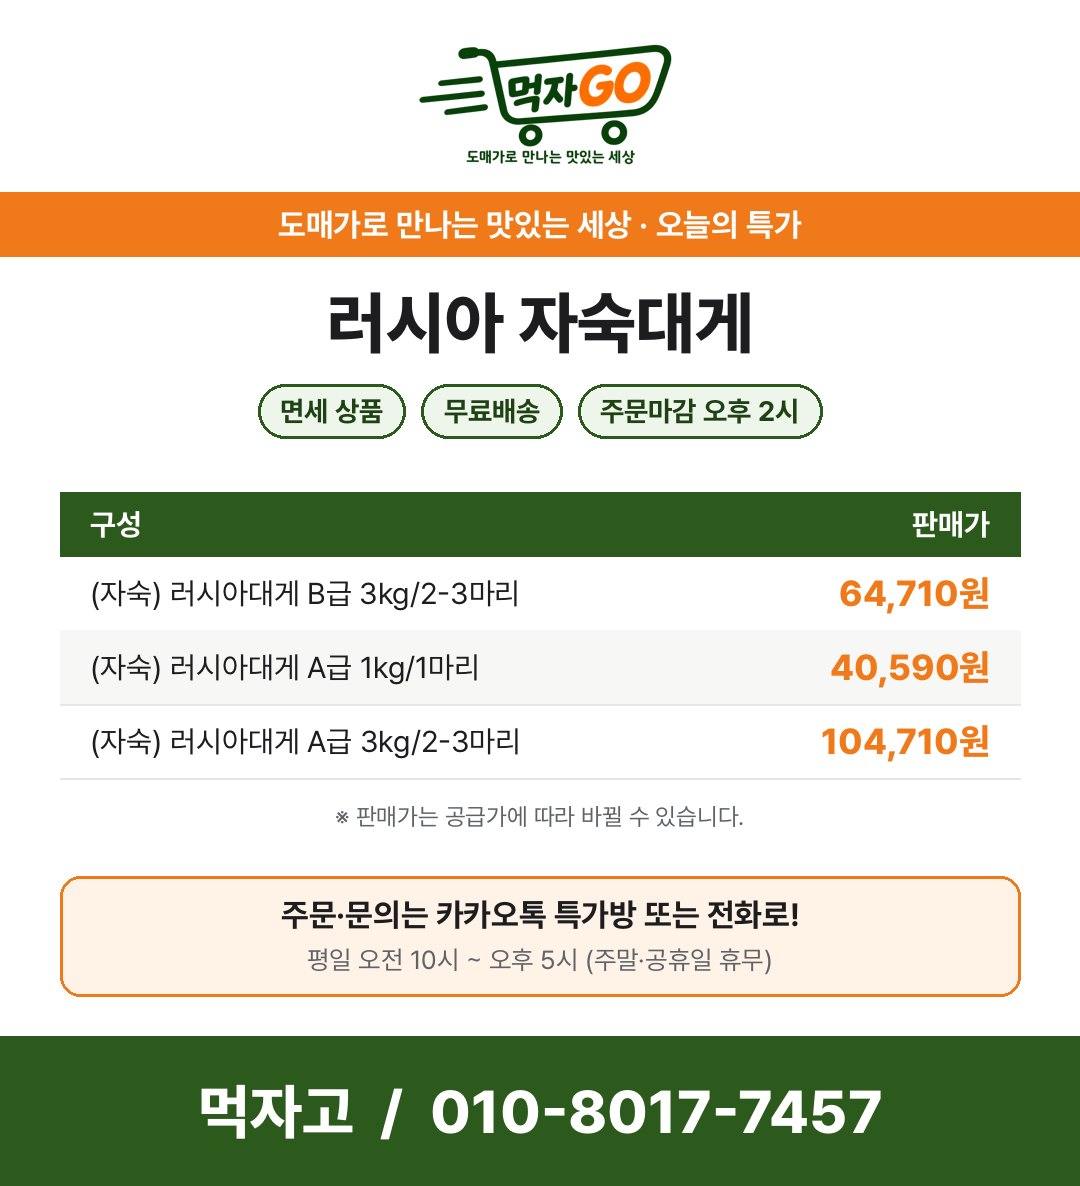 먹자GO
도매가로 만나는 맛있는 세상
도매가로 만나는 맛있는 세상 · 오늘의 특가
러시아 자숙대게
면세 상품 무료배송 주문마감 오후 2시
구성 판매가
(자숙) 러시아대게 B급 3kg/2-3마리 64,710원
(자숙) 러시아대게 A급 1kg/1마리 40,590원
(자숙) 러시아대게 A급 3kg/2-3마리 104,710원
※ 판매가는 공급가에 따라 바뀔 수 있습니다.
주문·문의는 카카오톡 특가방 또는 전화로!
평일 오전 10시 ~ 오후 5시 (주말·공휴일 휴무)
먹자고 / 010-8017-7457